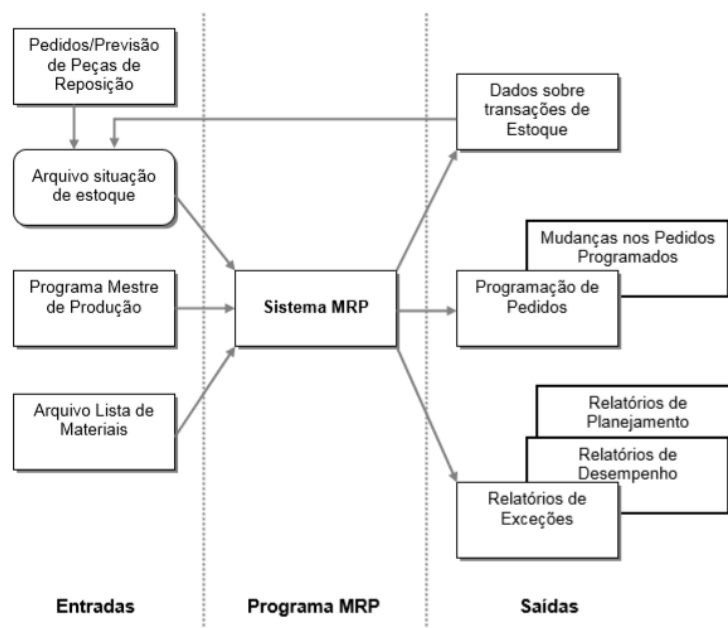 Pedidos/Previsão
de Peças de
Reposição
Dados sobre
transações de
Estoque
Arquivo situação
de estoque
Mudanças nos Pedidos
Programados
Programa Mestre
de Produção
Sistema MRP
Programação de
Pedidos
Arquivo Lista de
Materiais
Relatórios de
Planejamento
Relatórios de
Desempenho
Relatórios de
Exceções
Entradas
Programa MRP
Saídas